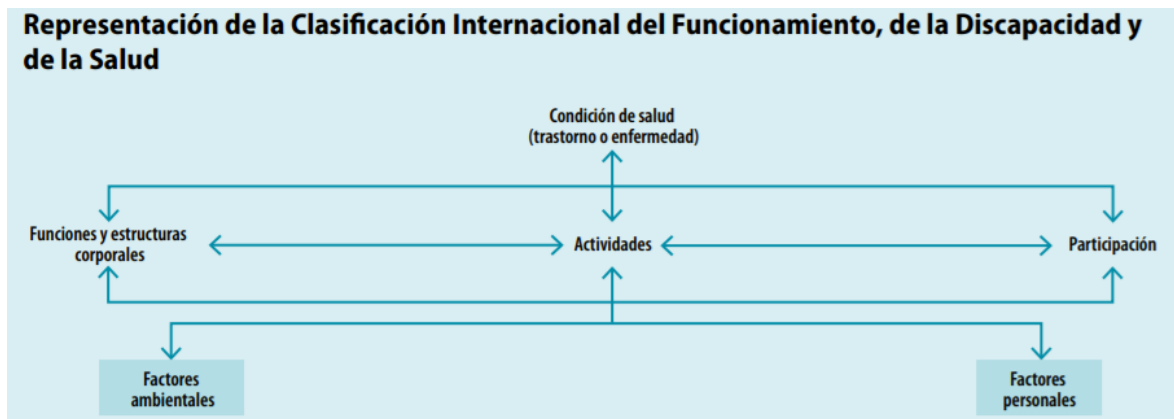 Representación de la Clasificación Internacional del Funcionamiento, de la Discapacidad y
de la Salud
Condición de salud
(trastorno o enfermedad)
Funciones y estructuras
corporales
Actividades
Participación
Factores
ambientales
Factores
personales